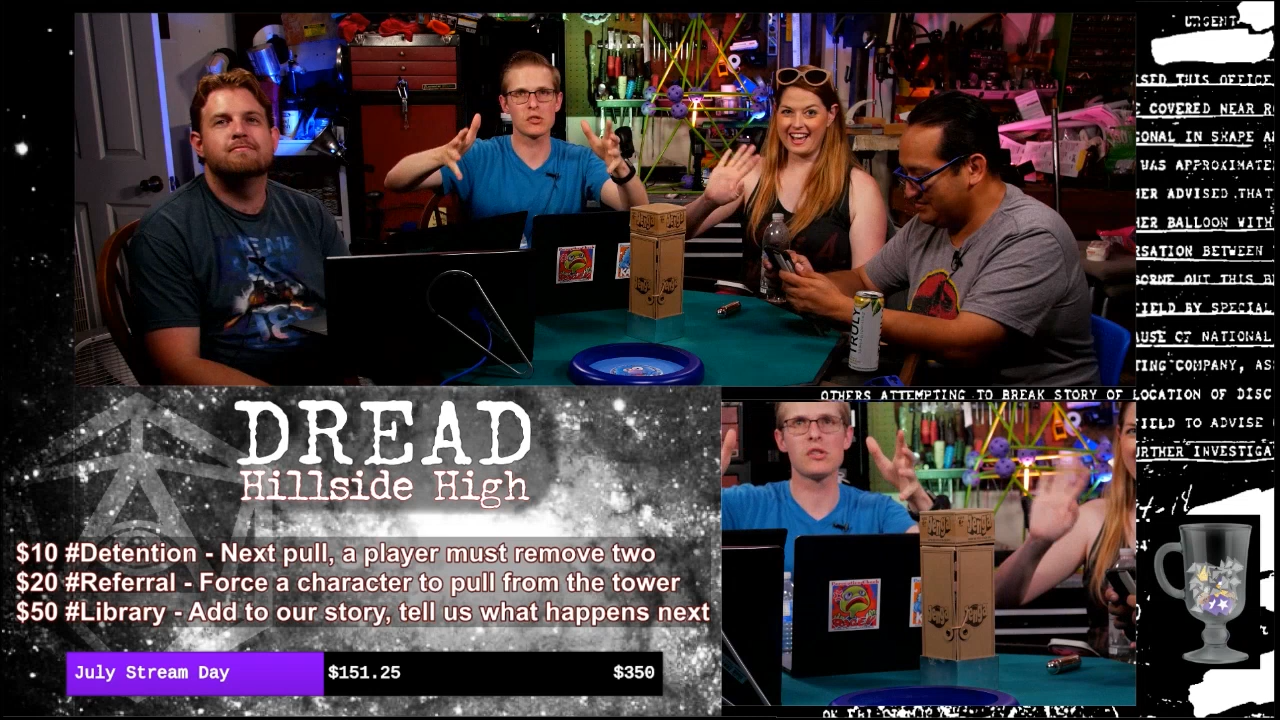 URGENT
SED THIS OFFICE
COVERED NEAR
ONAL IN SHAPE
WAS APPROXIMATE
HER ADVISED THAT
HER BALLOON WITH
RSATION BETWEEN
BORNE OUT THIS
FIELD BY SPECIAL
AUSE OF NATIONAL
TING COMPANY, AS
OTHERS ATTEMPTING TO BREAK STORY OF LOCATION OF DISC
IELD TO ADVISE
URTHER INVESTIGA
TRULY
DREAD
Hillside High
$10 #Detention - Next pull, a player must remove two
$20 #Referral - Force a character to pull from the tower
$50 #Library - Add to our story, tell us what happens next
July Stream Day $151.25 $350